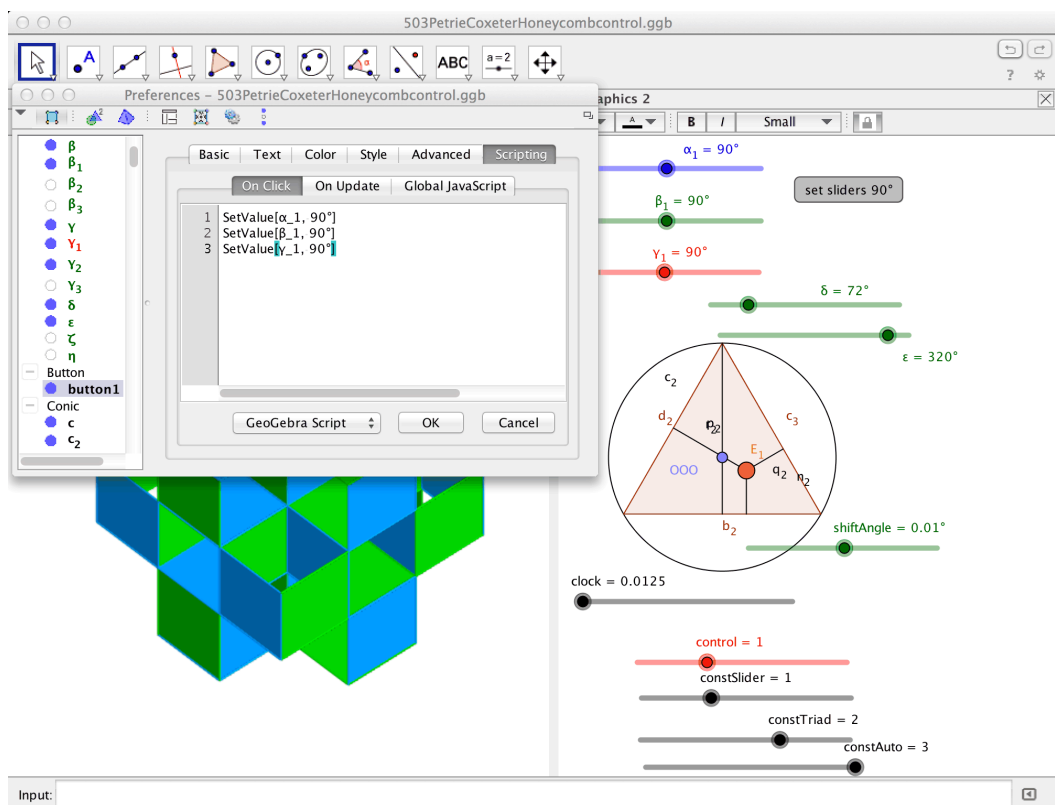 503PetrieCoxeterHoneycombcontrol.ggb
A
ABC
a=2
?
Preferences – 503PetrieCoxeterHoneycombcontrol.ggb
aphics 2
A
B I Small
β
β1
β2
β3
γ
γ1
γ2
γ3
δ
ε
ζ
η
Button
button1
Conic
c
c2
Basic Text Color Style Advanced Scripting
On Click On Update Global JavaScript
1 SetValue[α_1, 90°]
2 SetValue[β_1, 90°]
3 SetValue[γ_1, 90°]
GeoGebra Script OK Cancel
α1 = 90°
set sliders 90°
β1 = 90°
γ1 = 90°
δ = 72°
ε = 320°
c2
d2
c3
E1
OOO
q2
n2
b2
shiftAngle = 0.01°
clock = 0.0125
control = 1
constSlider = 1
constTriad = 2
constAuto = 3
Input: